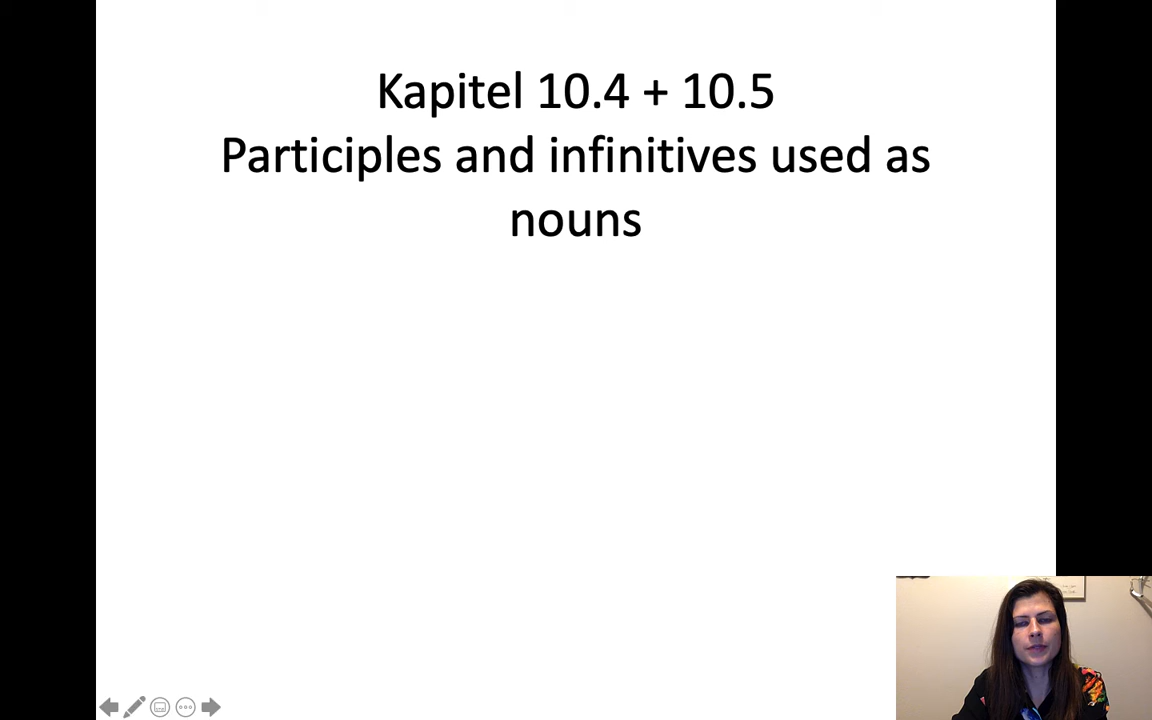 Kapitel 10.4 + 10.5
Participles and infinitives used as
nouns